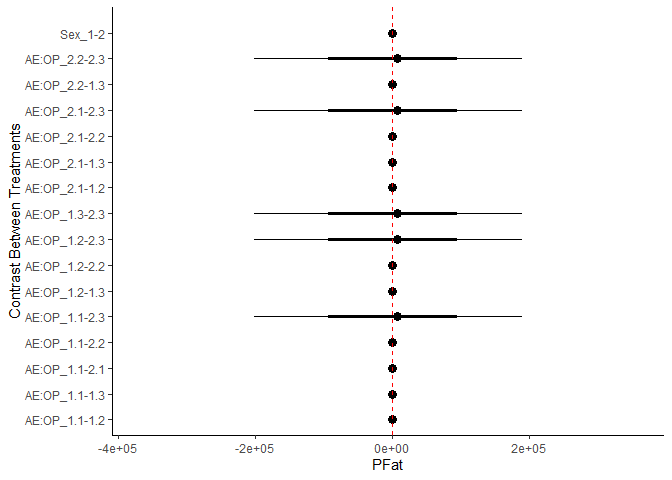 Contrast Between Treatments
Sex_1-2
AE:OP_2.2-2.3
AE:OP_2.2-1.3
AE:OP_2.1-2.3
AE:OP_2.1-2.2
AE:OP_2.1-1.3
AE:OP_2.1-1.2
AE:OP_1.3-2.3
AE:OP_1.2-2.3
AE:OP_1.2-2.2
AE:OP_1.2-1.3
AE:OP_1.1-2.3
AE:OP_1.1-2.2
AE:OP_1.1-2.1
AE:OP_1.1-1.3
AE:OP_1.1-1.2
-4e+05 -2e+05 0e+00 2e+05
PFat